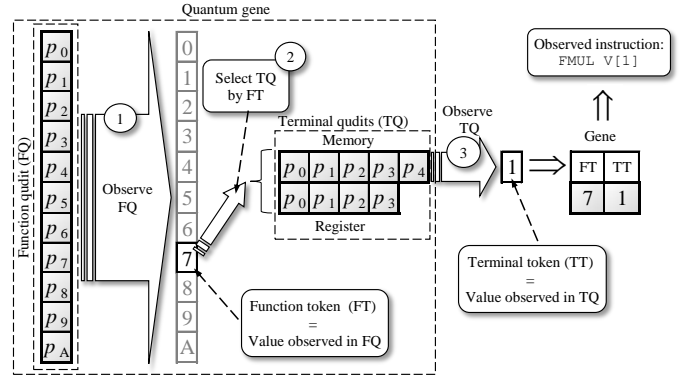 Quantum gene
Function qudit (FQ)
p0
p1
p2
p3
p4
p5
p6
p7
p8
p9
pA
1
Observe
FQ
0
1
2
3
4
5
6
7
8
9
A
2
Select TQ
by FT
Terminal qudits (TQ)
Memory
p0 p1 p2 p3 p4
p0 p1 p2 p3
Register
Function token (FT)
=
Value observed in FQ
Observe
TQ
3
1
Terminal token (TT)
=
Value observed in TQ
Observed instruction:
FMUL V[1]
Gene
FT TT
7 1